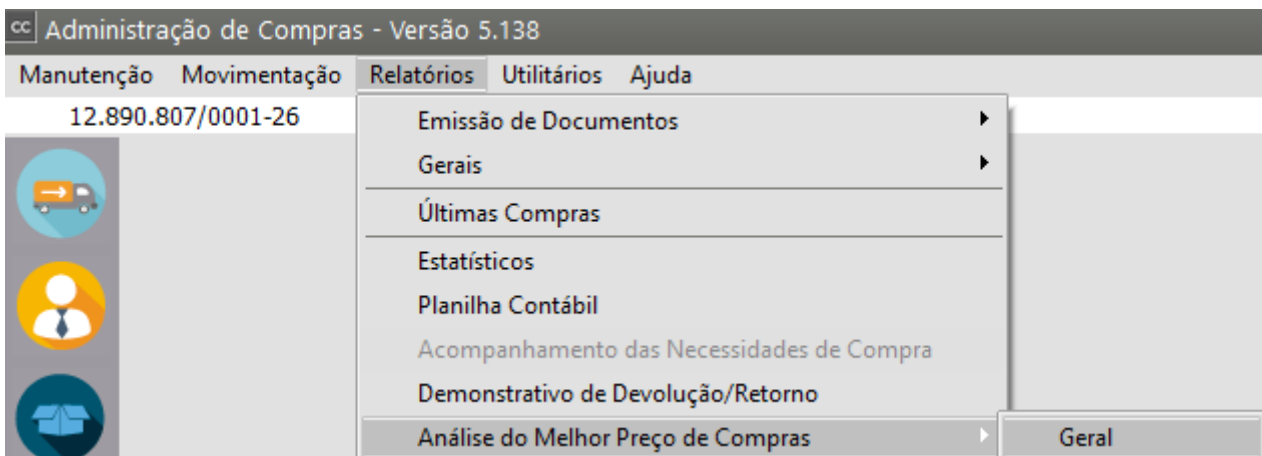 cc Administração de Compras - Versão 5.138
Manutenção Movimentação Relatórios Utilitários Ajuda
12.890.807/0001-26
Emissão de Documentos
Gerais
Últimas Compras
Estatísticos
Planilha Contábil
Acompanhamento das Necessidades de Compra
Demonstrativo de Devolução/Retorno
Análise do Melhor Preço de Compras Geral